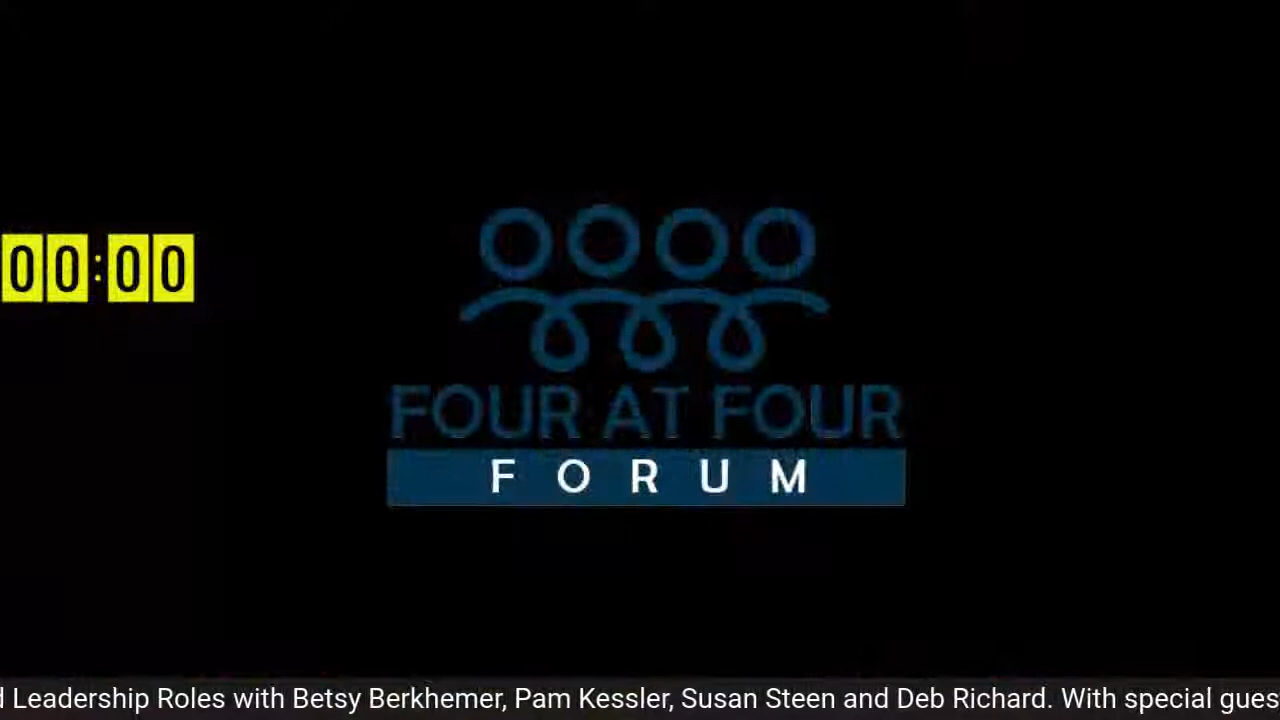 00:00
FOUR AT FOUR
FORUM
Leadership Roles with Betsy Berkhemer, Pam Kessler, Susan Steen and Deb Richard. With special